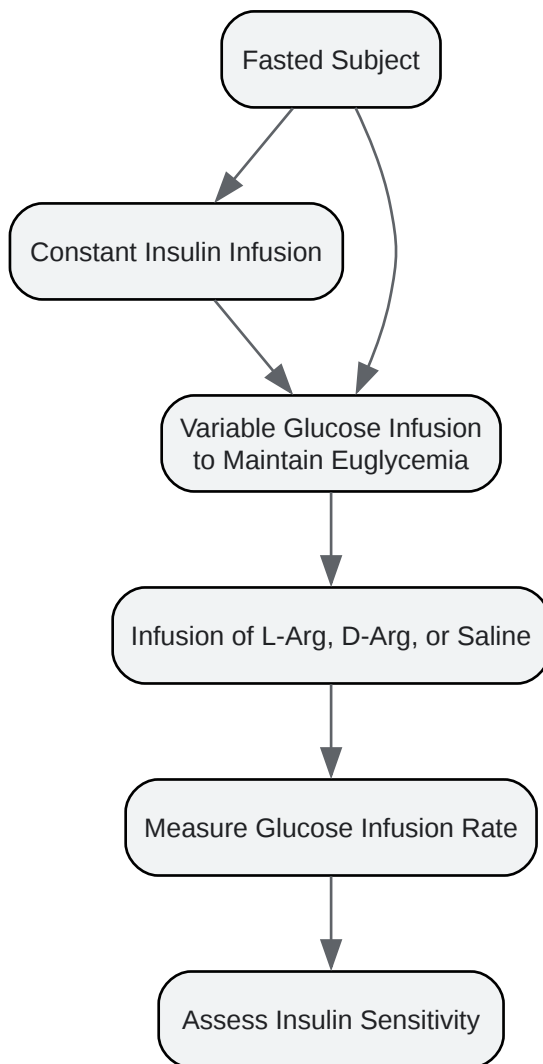 Fasted Subject
Constant Insulin Infusion
Variable Glucose Infusion
to Maintain Euglycemia
Infusion of L-Arg, D-Arg, or Saline
Measure Glucose Infusion Rate
Assess Insulin Sensitivity